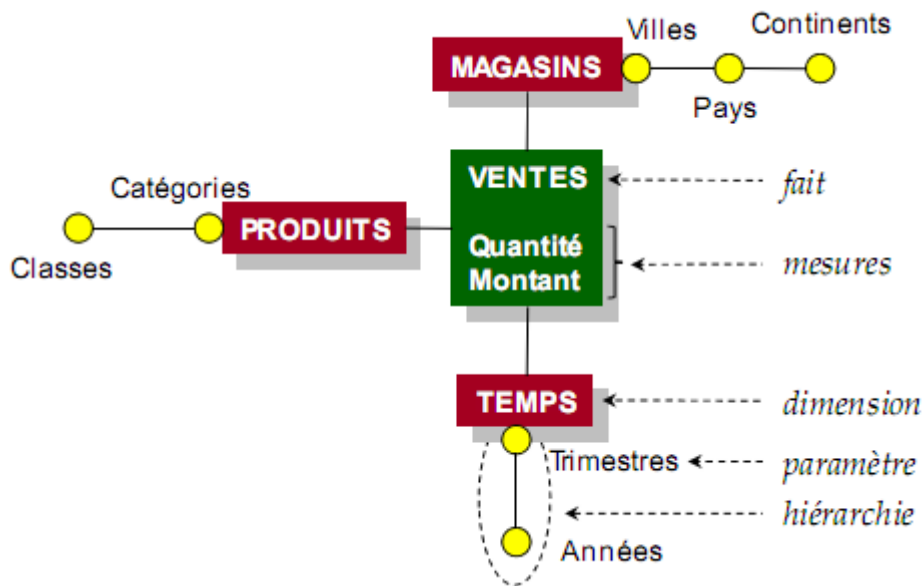 Villes
Continents
MAGASINS
Pays
VENTES
fait
Catégories
PRODUITS
Quantité
Montant
mesures
Classes
TEMPS
dimension
Trimestres
paramètre
hiérarchie
Années